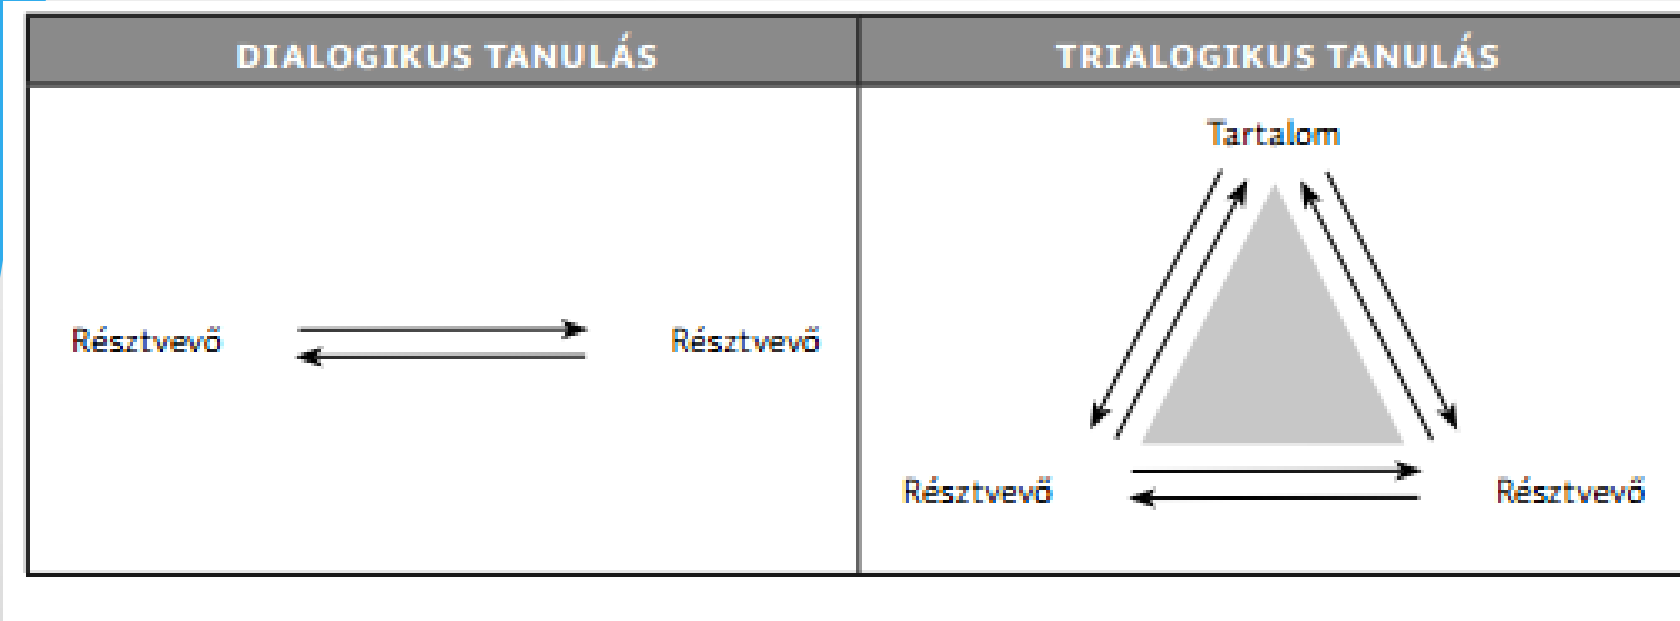 DIALOGIKUS TANULÁS
TRIALOGIKUS TANULÁS
Tartalom
Résztvevő
Résztvevő
Résztvevő
Résztvevő